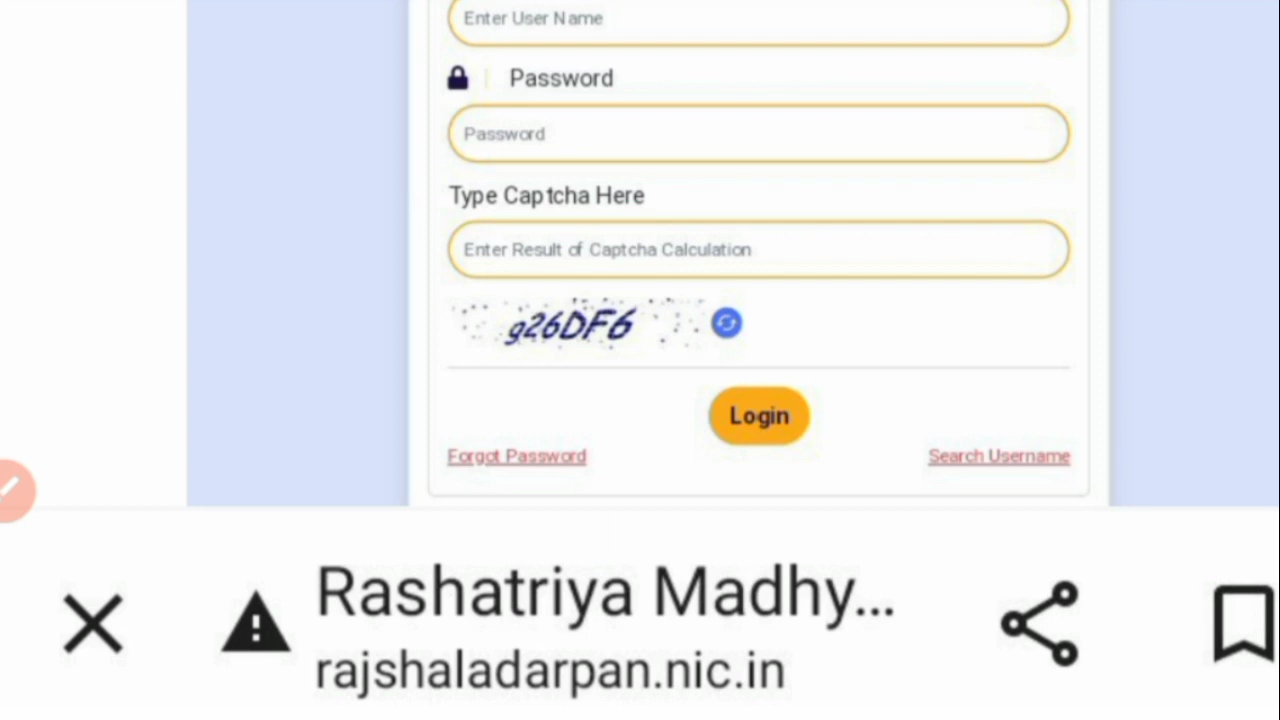 Enter User Name
Password
Password
Type Captcha Here
Enter Result of Captcha Calculation
g26DF6
Login
Forgot Password
Search Username
Rashatriya Madhy...
rajshaladarpan.nic.in